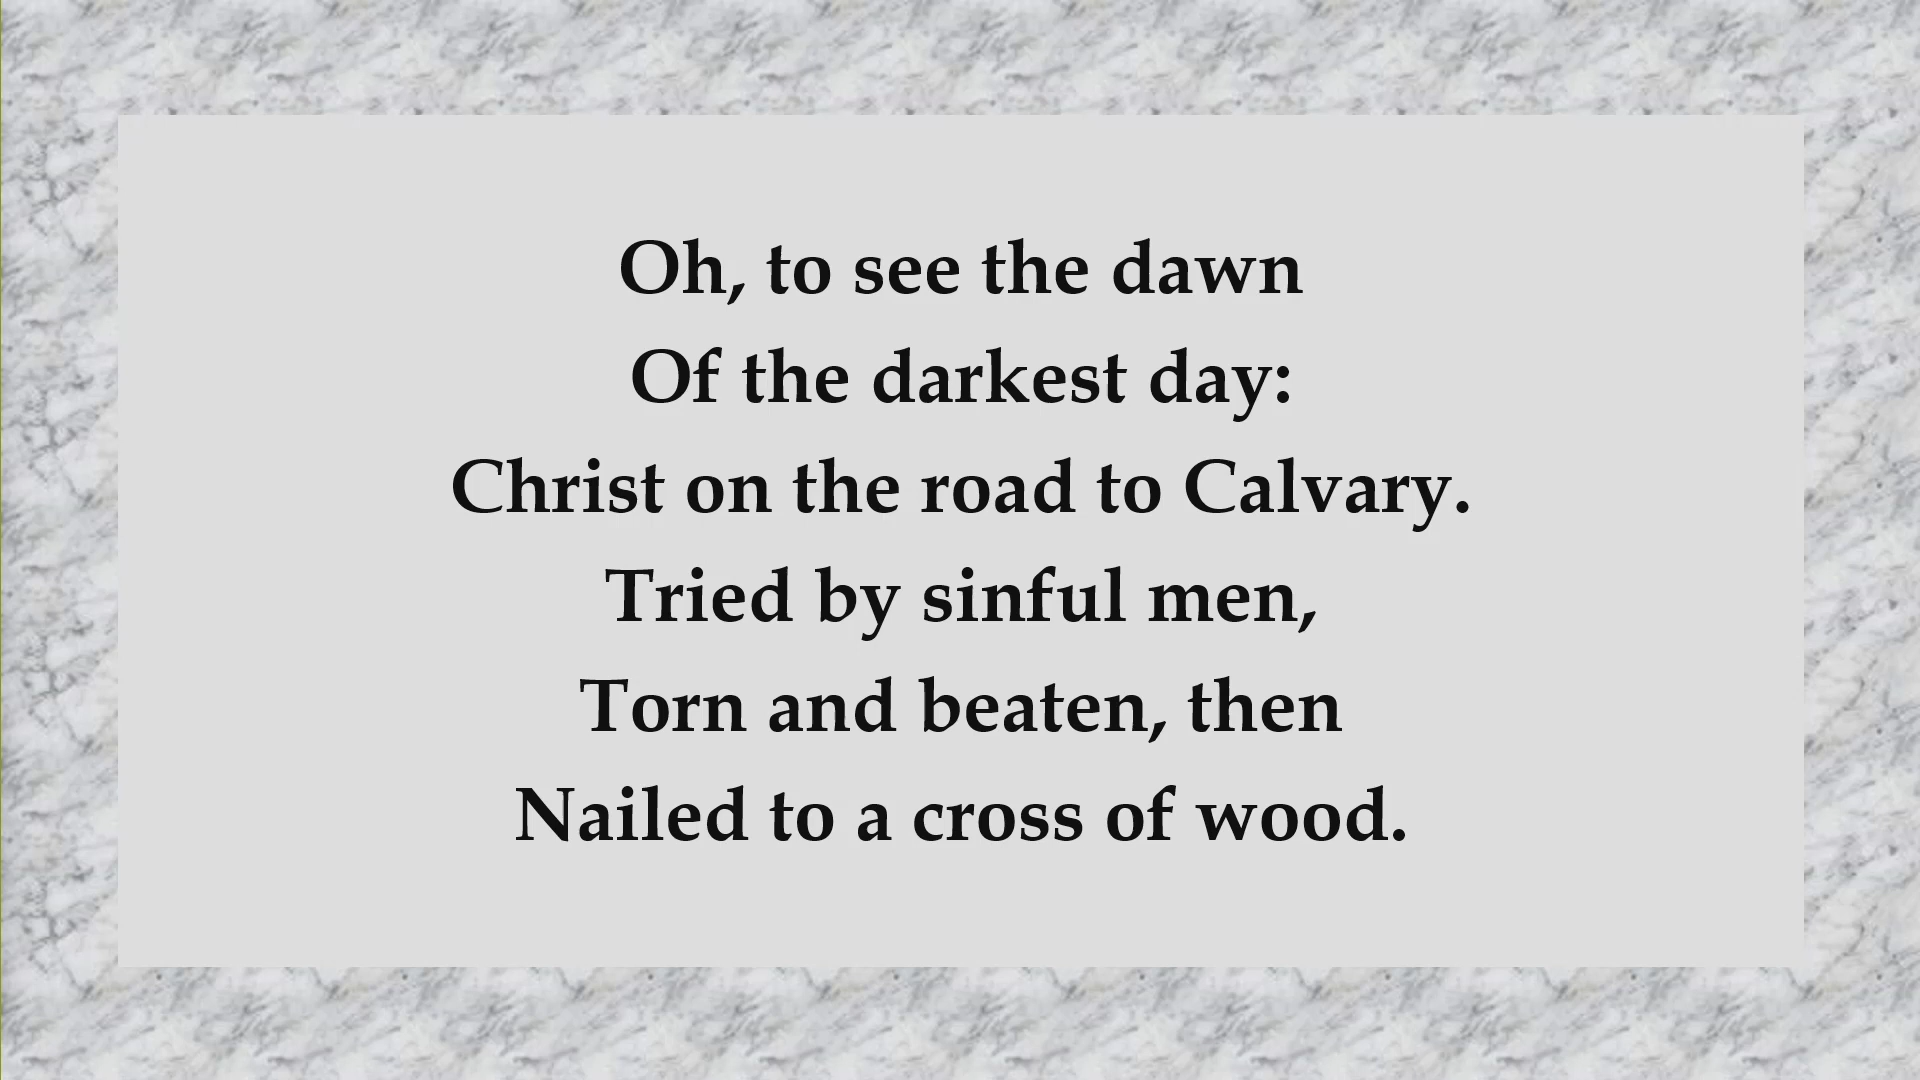 Oh, to see the dawn
Of the darkest day:
Christ on the road to Calvary.
Tried by sinful men,
Torn and beaten, then
Nailed to a cross of wood.